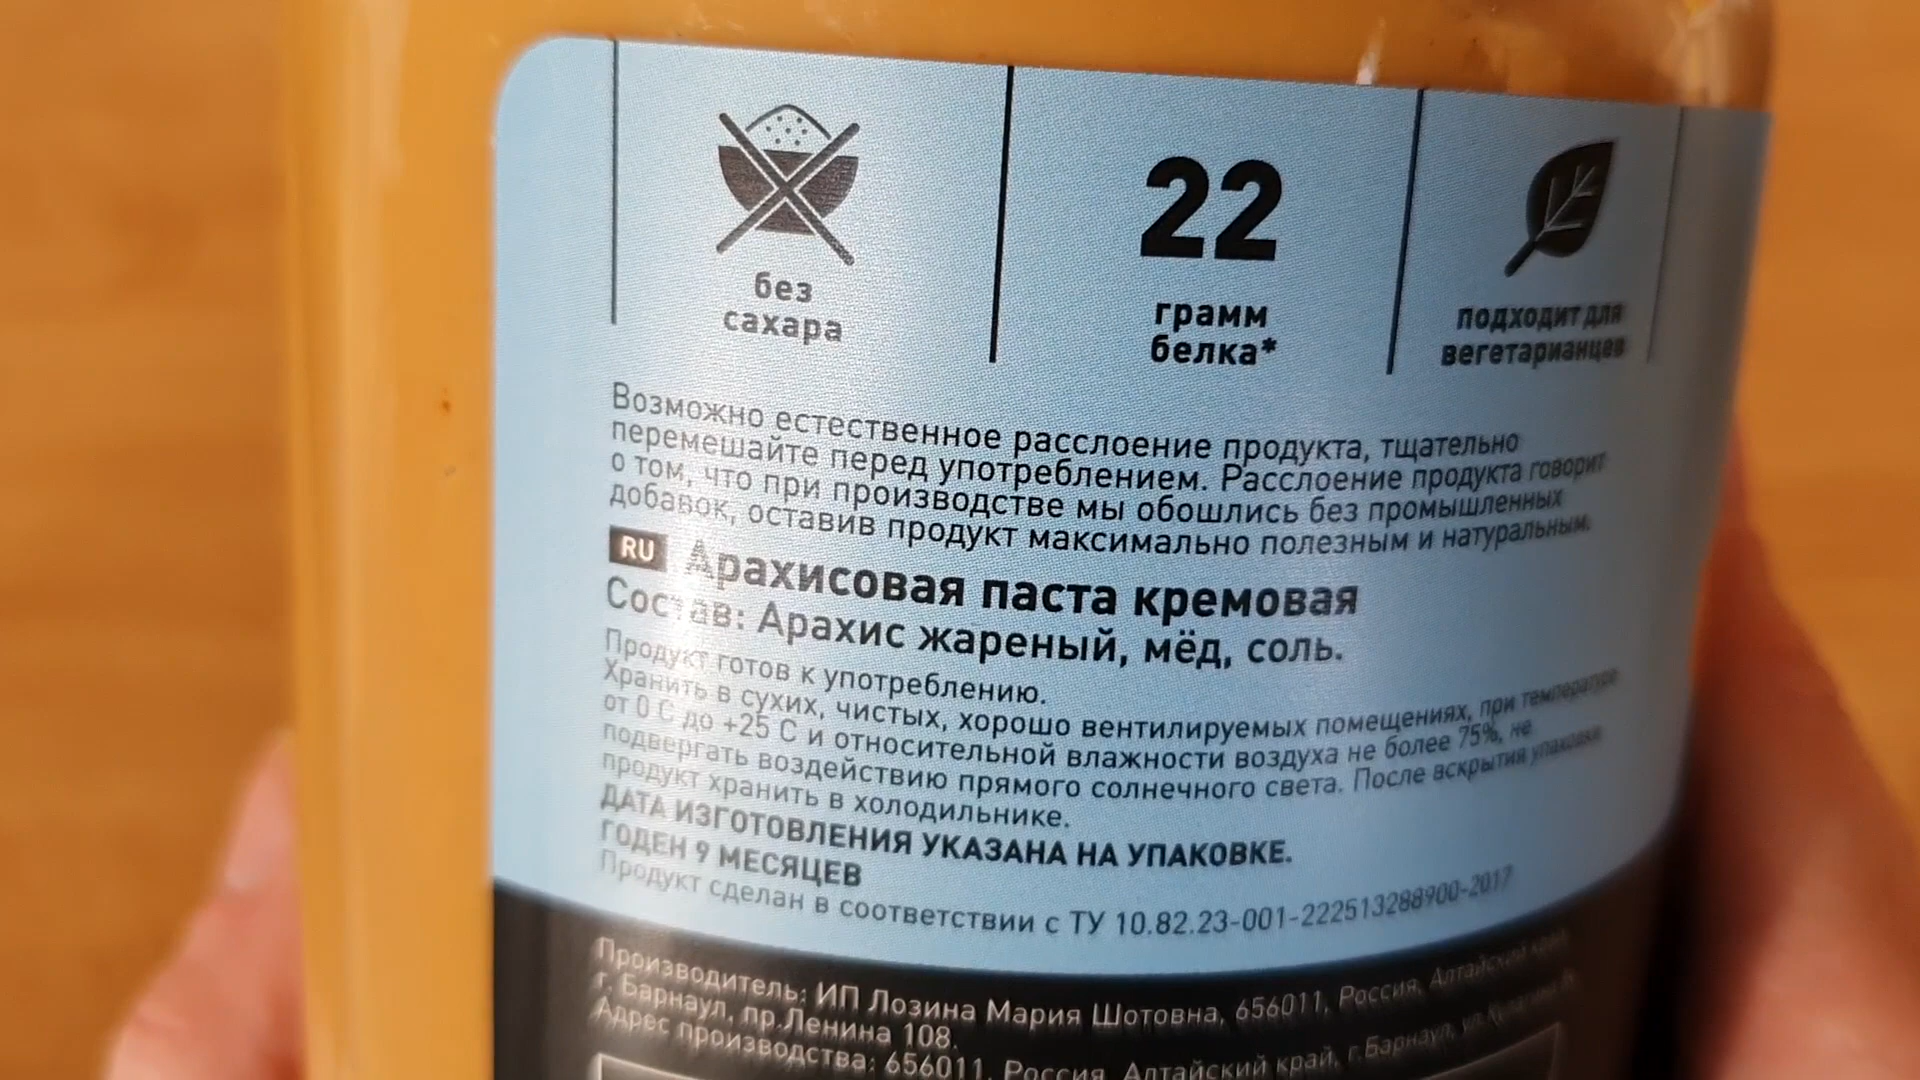 без
сахара
22
грамм
белка*
подходит для
вегетарианцев
Возможно естественное расслоение продукта, тщательно
перемешайте перед употреблением. Расслоение продукта говорит
о том, что при производстве мы обошлись без промышленных
добавок, оставив продукт максимально полезным и натуральным.
RU Арахисовая паста кремовая
Состав: Арахис жареный, мёд, соль.
Продукт готов к употреблению.
Хранить в сухих, чистых, хорошо вентилируемых помещениях, при температуре
от 0 С до +25 С и относительной влажности воздуха не более 75%, не
подвергать воздействию прямого солнечного света. После вскрытия упаковки
продукт хранить в холодильнике.
ДАТА ИЗГОТОВЛЕНИЯ УКАЗАНА НА УПАКОВКЕ.
ГОДЕН 9 МЕСЯЦЕВ
Продукт сделан в соответствии с ТУ 10.82.23-001-222513288900-2017
Производитель: ИП Лозина Мария Шотовна, 656011, Россия, Алтайский край,
г. Барнаул, пр.Ленина 108.
Адрес производства: 656011, Россия, Алтайский край, г.Барнаул, ул.